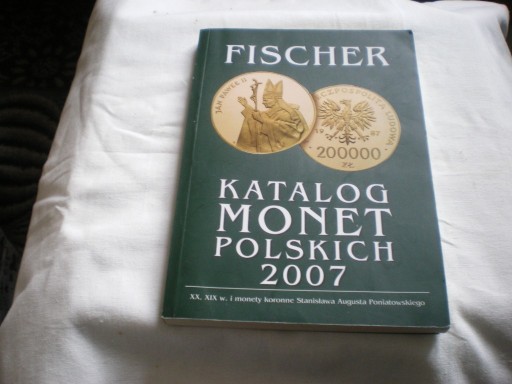 FISCHER
JAN PAWEŁ II
RZECZPOSPOLITA LUDOWA
19 87
200000
ZŁ
KATALOG
MONET
POLSKICH
2007
XX, XIX w. i monety koronne Stanisława Augusta Poniatowskiego